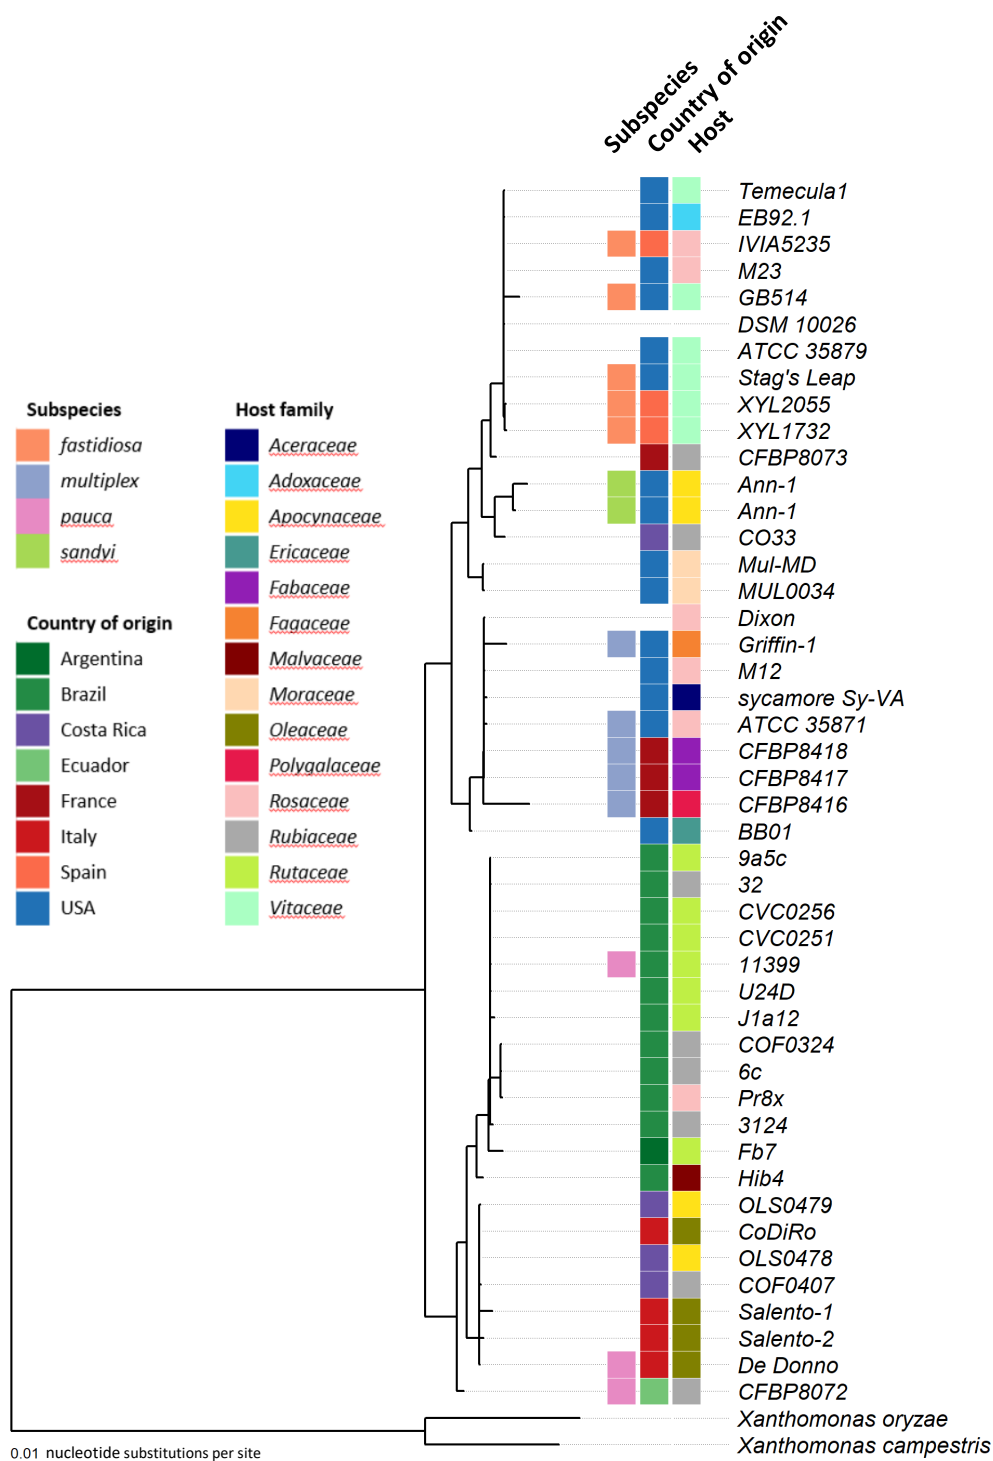 Subspecies
Country of origin
Host
Temecula1
EB92.1
IVIA5235
M23
GB514
DSM 10026
ATCC 35879
Stag's Leap
XYL2055
XYL1732
CFBP8073
Ann-1
Ann-1
CO33
Mul-MD
MUL0034
Dixon
Griffin-1
M12
sycamore Sy-VA
ATCC 35871
CFBP8418
CFBP8417
CFBP8416
BB01
9a5c
32
CVC0256
CVC0251
11399
U24D
J1a12
COF0324
6c
Pr8x
3124
Fb7
Hib4
OLS0479
CoDiRo
OLS0478
COF0407
Salento-1
Salento-2
De Donno
CFBP8072
Xanthomonas oryzae
Xanthomonas campestris
Subspecies
fastidiosa
multiplex
pauca
sandyi
Country of origin
Argentina
Brazil
Costa Rica
Ecuador
France
Italy
Spain
USA
Host family
Aceraceae
Adoxaceae
Apocynaceae
Ericaceae
Fabaceae
Fagaceae
Malvaceae
Moraceae
Oleaceae
Polygalaceae
Rosaceae
Rubiaceae
Rutaceae
Vitaceae
0.01 nucleotide substitutions per site